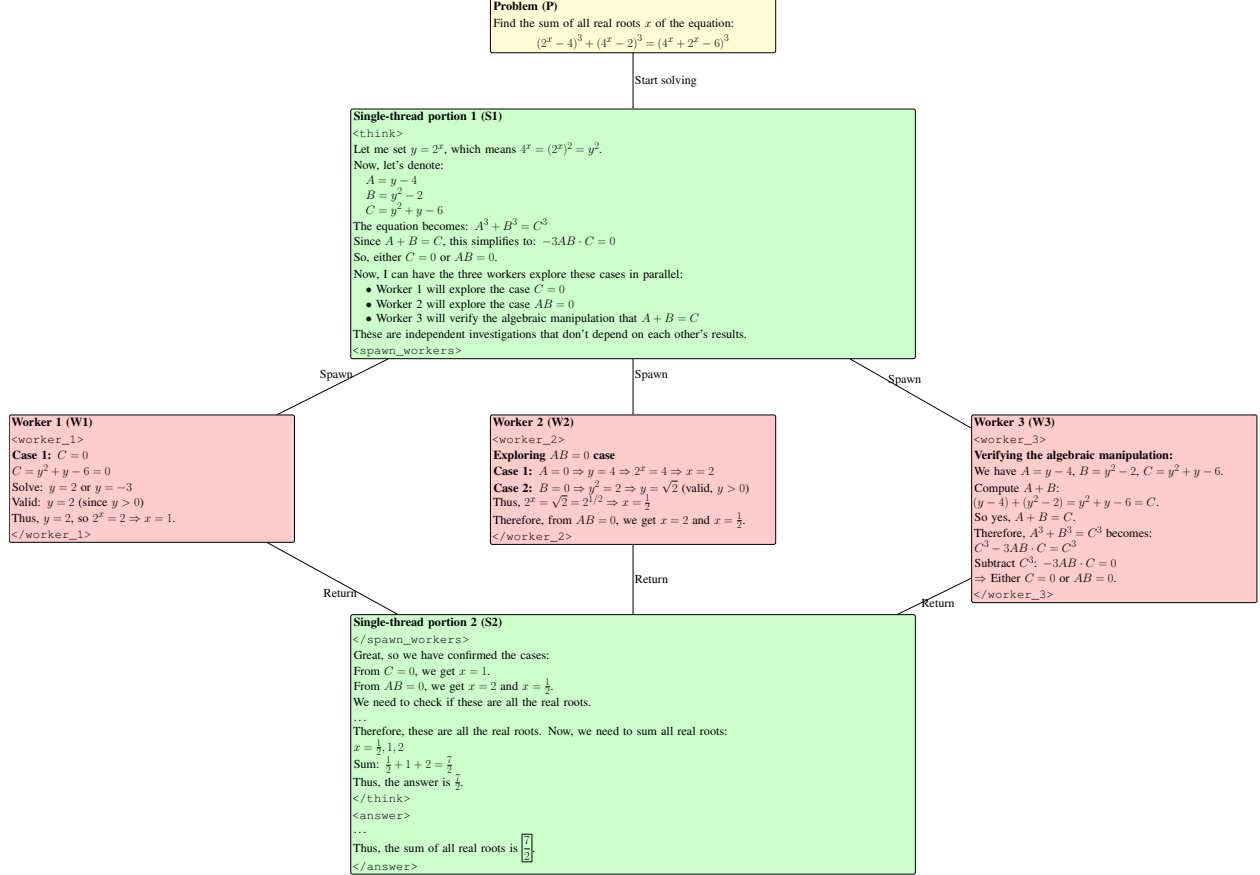 Problem (P)
Find the sum of all real roots x of the equation:
(2^x − 4)^3 + (4^x − 2)^3 = (4^x + 2^x − 6)^3
Start solving
Single-thread portion 1 (S1)
<think>
Let me set y = 2^x, which means 4^x = (2^x)^2 = y^2.
Now, let's denote:
A = y − 4
B = y^2 − 2
C = y^2 + y − 6
The equation becomes: A^3 + B^3 = C^3
Since A + B = C, this simplifies to: −3AB · C = 0
So, either C = 0 or AB = 0.
Now, I can have the three workers explore these cases in parallel:
• Worker 1 will explore the case C = 0
• Worker 2 will explore the case AB = 0
• Worker 3 will verify the algebraic manipulation that A + B = C
These are independent investigations that don't depend on each other's results.
<spawn_workers>
Spawn
Spawn
Spawn
Worker 1 (W1)
<worker_1>
Case 1: C = 0
C = y^2 + y − 6 = 0
Solve: y = 2 or y = −3
Valid: y = 2 (since y > 0)
Thus, y = 2, so 2^x = 2 ⇒ x = 1.
</worker_1>
Worker 2 (W2)
<worker_2>
Exploring AB = 0 case
Case 1: A = 0 ⇒ y = 4 ⇒ 2^x = 4 ⇒ x = 2
Case 2: B = 0 ⇒ y^2 = 2 ⇒ y = √2 (valid, y > 0)
Thus, 2^x = √2 = 2^{1/2} ⇒ x = 1/2
Therefore, from AB = 0, we get x = 2 and x = 1/2.
</worker_2>
Worker 3 (W3)
<worker_3>
Verifying the algebraic manipulation:
We have A = y − 4, B = y^2 − 2, C = y^2 + y − 6.
Compute A + B:
(y − 4) + (y^2 − 2) = y^2 + y − 6 = C.
So yes, A + B = C.
Therefore, A^3 + B^3 = C^3 becomes:
C^3 − 3AB · C = C^3
Subtract C^3: −3AB · C = 0
⇒ Either C = 0 or AB = 0.
</worker_3>
Return
Return
Return
Single-thread portion 2 (S2)
</spawn_workers>
Great, so we have confirmed the cases:
From C = 0, we get x = 1.
From AB = 0, we get x = 2 and x = 1/2.
We need to check if these are all the real roots.
...
Therefore, these are all the real roots. Now, we need to sum all real roots:
x = 1/2, 1, 2
Sum: 1/2 + 1 + 2 = 7/2
Thus, the answer is 7/2.
</think>
<answer>
...
Thus, the sum of all real roots is 7/2.
</answer>